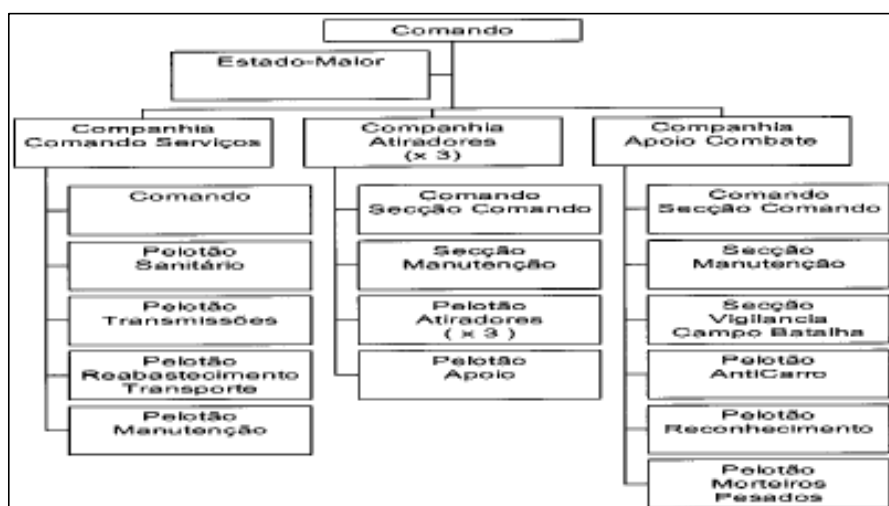 Comando
Estado-Maior
Companhia
Comando Serviços
Companhia
Atiradores
(x 3)
Companhia
Apoio Combate
Comando
Pelotão
Sanitário
Pelotão
Transmissões
Pelotão
Reabastecimento
Transporte
Pelotão
Manutenção
Comando
Secção Comando
Secção
Manutenção
Pelotão
Atiradores
( x 3 )
Pelotão
Apoio
Comando
Secção Comando
Secção
Manutenção
Secção
Vigilancia
Campo Batalha
Pelotão
AntiCarro
Pelotão
Reconhecimento
Pelotão
Morteiros
Pesados